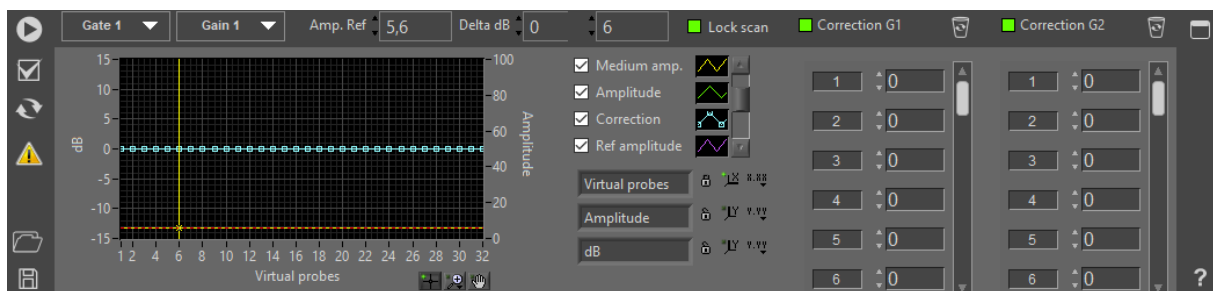 Gate 1 Gain 1 Amp. Ref 5,6 Delta dB 0 6 Lock scan Correction G1 Correction G2
15 100
10
80
5
60
0
40
-5
20
-10
-15 0
dB
Amplitude
1 2 4 6 8 10 12 14 16 18 20 22 24 26 28 30 32
Virtual probes
Medium amp.
Amplitude
Correction
Ref amplitude
Virtual probes X X.XX
Amplitude Y Y.YY
dB Y Y.YY
1 0
2 0
3 0
4 0
5 0
6 0
1 0
2 0
3 0
4 0
5 0
6 0
?